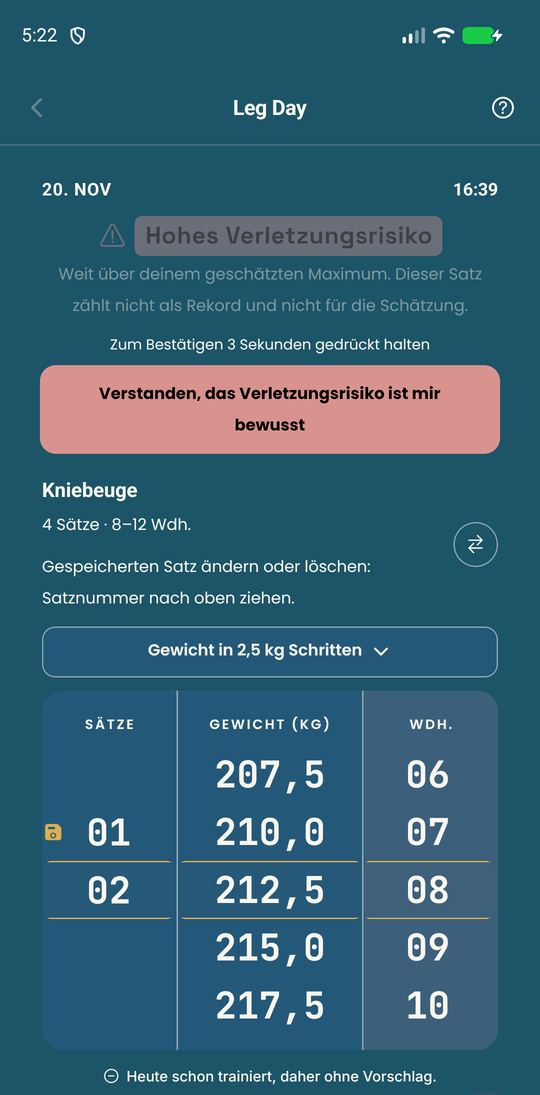 5:22
Leg Day
20. NOV 16:39
Hohes Verletzungsrisiko
Weit über deinem geschätzten Maximum. Dieser Satz
zählt nicht als Rekord und nicht für die Schätzung.
Zum Bestätigen 3 Sekunden gedrückt halten
Verstanden, das Verletzungsrisiko ist mir
bewusst
Kniebeuge
4 Sätze · 8–12 Wdh.
Gespeicherten Satz ändern oder löschen:
Satznummer nach oben ziehen.
Gewicht in 2,5 kg Schritten
SÄTZE GEWICHT (KG) WDH.
207,5 06
01 210,0 07
02 212,5 08
215,0 09
217,5 10
Heute schon trainiert, daher ohne Vorschlag.